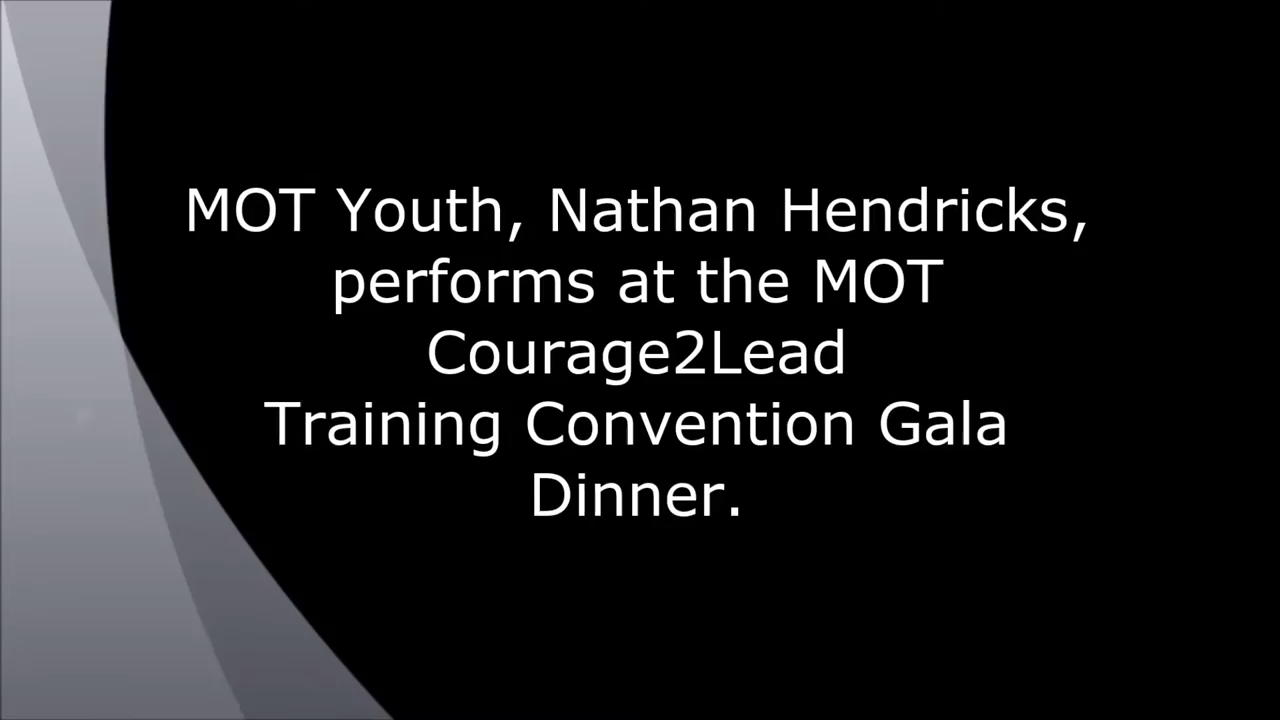 MOT Youth, Nathan Hendricks,
performs at the MOT
Courage2Lead
Training Convention Gala
Dinner.